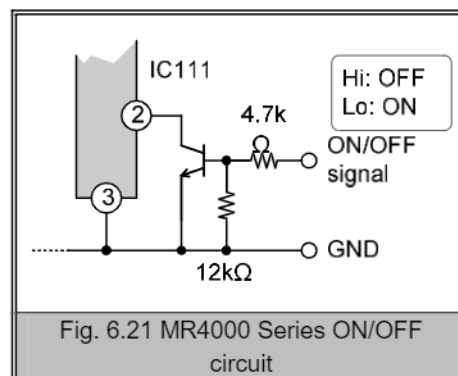 IC111
Hi: OFF
Lo: ON
2
4.7k
Ω
ON/OFF
signal
3
12kΩ
GND
Fig. 6.21 MR4000 Series ON/OFF
circuit